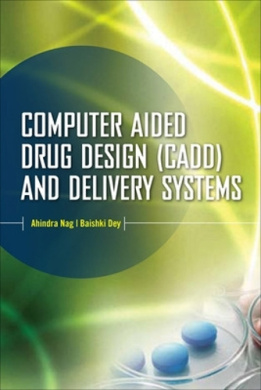 COMPUTER AIDED
DRUG DESIGN (CADD)
AND DELIVERY SYSTEMS
Ahindra Nag | Baishki Dey